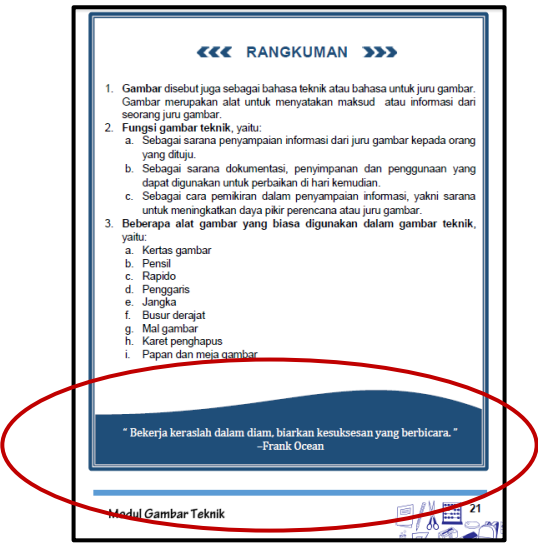 RANGKUMAN
1. Gambar disebut juga sebagai bahasa teknik atau bahasa untuk juru gambar.
Gambar merupakan alat untuk menyatakan maksud atau informasi dari
seorang juru gambar.
2. Fungsi gambar teknik, yaitu:
a. Sebagai sarana penyampaian informasi dari juru gambar kepada orang
yang dituju.
b. Sebagai sarana dokumentasi, penyimpanan dan penggunaan yang
dapat digunakan untuk perbaikan di hari kemudian.
c. Sebagai cara pemikiran dalam penyampaian informasi, yakni sarana
untuk meningkatkan daya pikir perencana atau juru gambar.
3. Beberapa alat gambar yang biasa digunakan dalam gambar teknik,
yaitu:
a. Kertas gambar
b. Pensil
c. Rapido
d. Penggaris
e. Jangka
f. Busur derajat
g. Mal gambar
h. Karet penghapus
i. Papan dan meja gambar
" Bekerja keraslah dalam diam, biarkan kesuksesan yang berbicara. "
–Frank Ocean
Modul Gambar Teknik
21